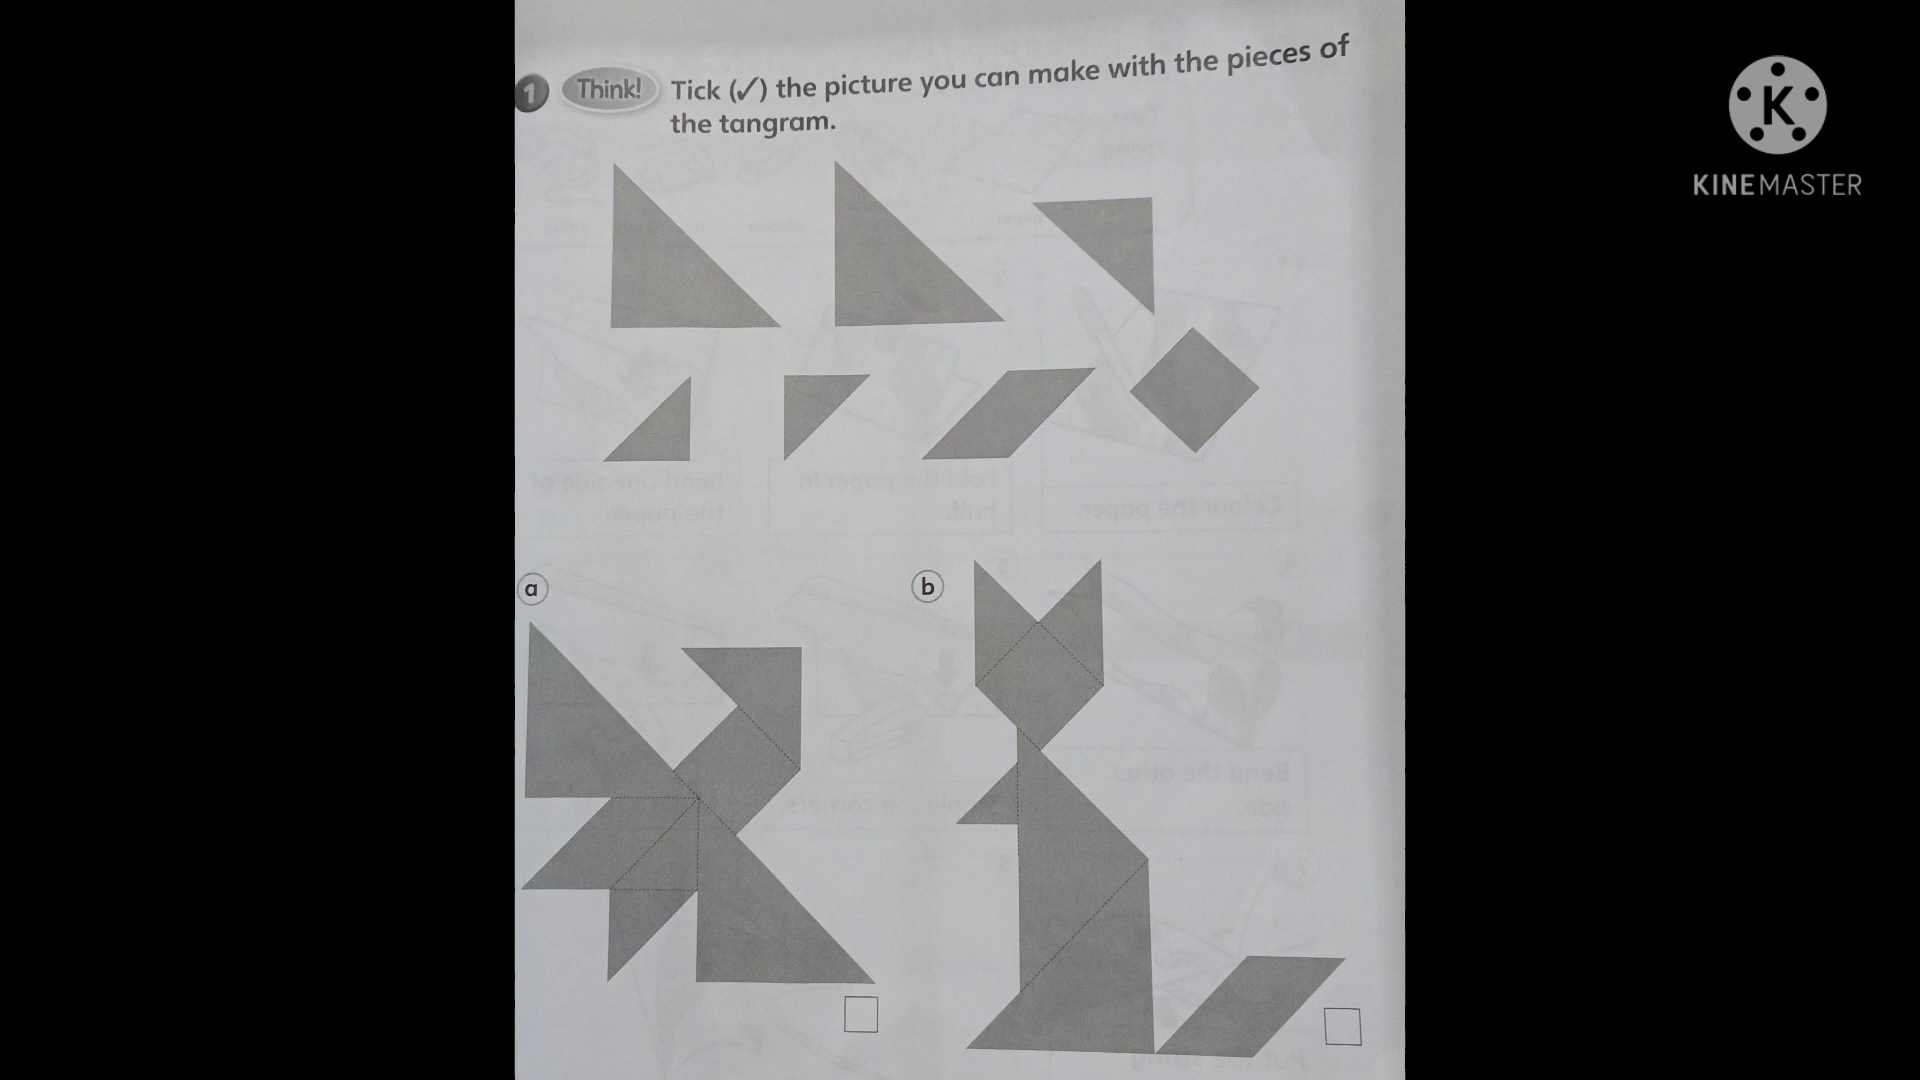 1 Think! Tick (✓) the picture you can make with the pieces of
the tangram.
a
b
K
KINEMASTER